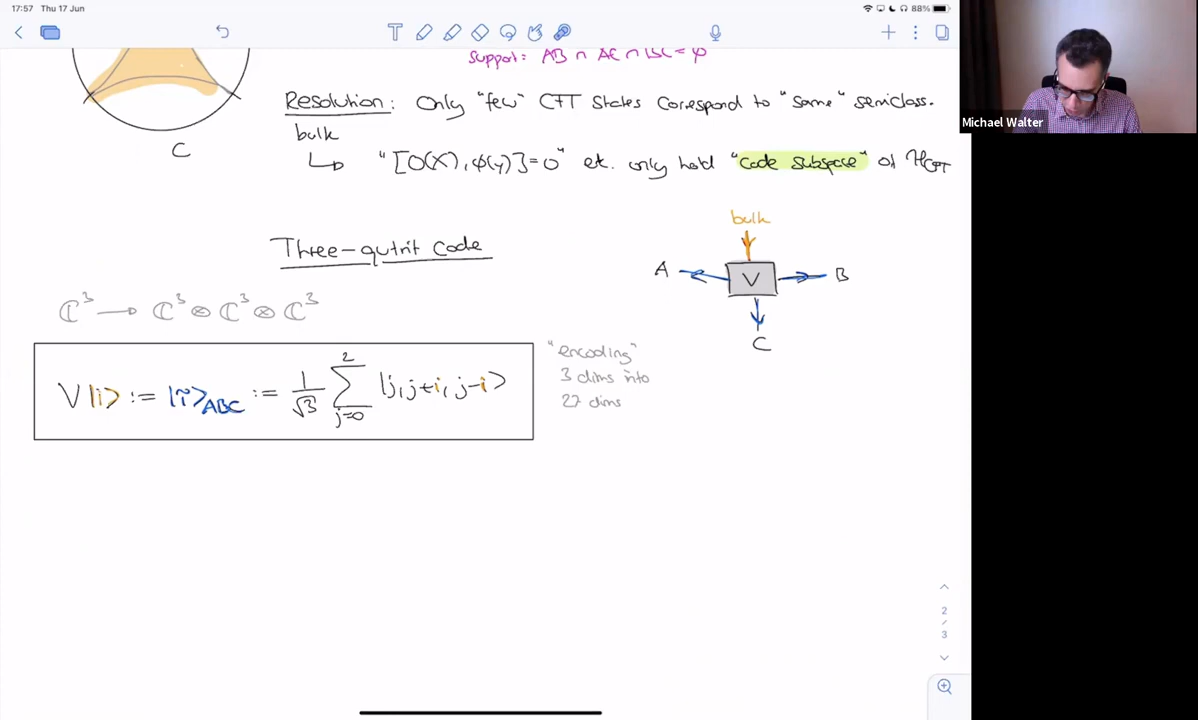 17:57 Thu 17 Jun
88%
Support: AB ∩ AC ∩ BC = φ
Resolution: Only "few" CFT states correspond to "same" semiclass.
bulk
↳ "[O(x), φ(y)]=0" etc. only hold "code subspace" of H_CFT
C
Three-qutrit code
bulk
A V B
C
ℂ³ → ℂ³ ⊗ ℂ³ ⊗ ℂ³
V|i⟩ := |ĩ⟩_ABC := 1/√3 ∑_{j=0}^{2} |j, j+i, j-i⟩
"encoding"
3 dims into
27 dims
Michael Walter
2
/
3